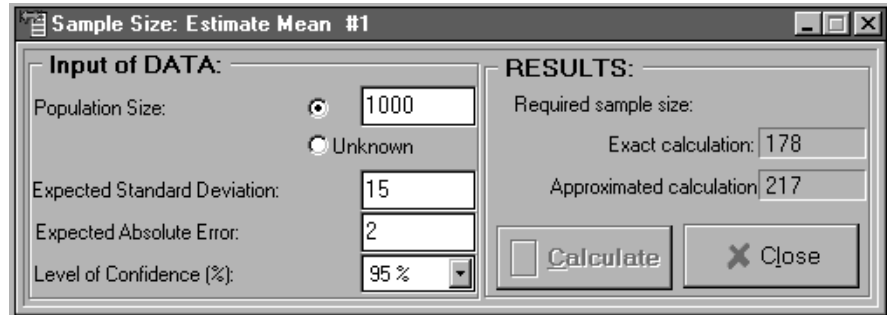 Sample Size: Estimate Mean #1
Input of DATA:
Population Size:
1000
Unknown
Expected Standard Deviation:
15
Expected Absolute Error:
2
Level of Confidence (%):
95 %
RESULTS:
Required sample size:
Exact calculation: 178
Approximated calculation 217
Calculate
Close